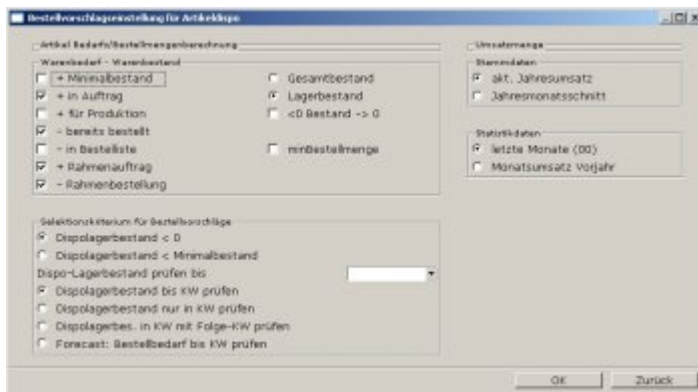 Bestellvorschlagseinstellung für Artikeldispo
Artikel Bedarfs/Bestellmengenberechnung
Warenbedarf - Warenbestand
+ Minimalbestand
+ in Auftrag
+ für Produktion
- bereits bestellt
- in Bestelliste
+ Rahmenauftrag
- Rahmenbestellung
Gesamtbestand
Lagerbestand
<0 Bestand -> 0
minBestellmenge
Umsatzmenge
Stammdaten
akt. Jahresumsatz
Jahresmonatsschnitt
Statistikdaten
letzte Monate (00)
Monatsumsatz Vorjahr
Selektionskriterium für Bestellvorschläge
Dispolagerbestand < 0
Dispolagerbestand < Minimalbestand
Dispo-Lagerbestand prüfen bis
Dispolagerbestand bis KW prüfen
Dispolagerbestand nur in KW prüfen
Dispolagerbes. in KW mit Folge-KW prüfen
Forecast: Bestellbedarf bis KW prüfen
OK
Zurück